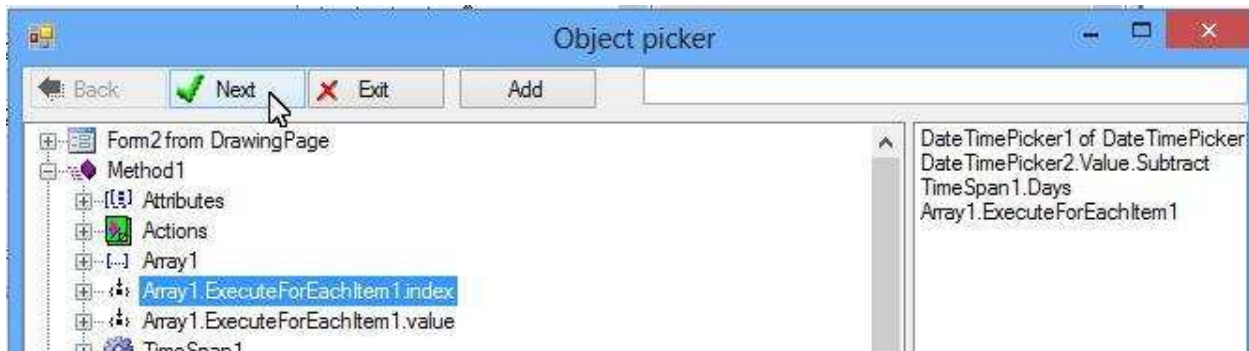 Object picker
Back Next Exit Add
Form2 from DrawingPage
Method1
Attributes
Actions
Array1
Array1.ExecuteForEachItem1.index
Array1.ExecuteForEachItem1.value
TimeSpan1
DateTimePicker1 of DateTimePicker
DateTimePicker2.Value.Subtract
TimeSpan1.Days
Array1.ExecuteForEachItem1